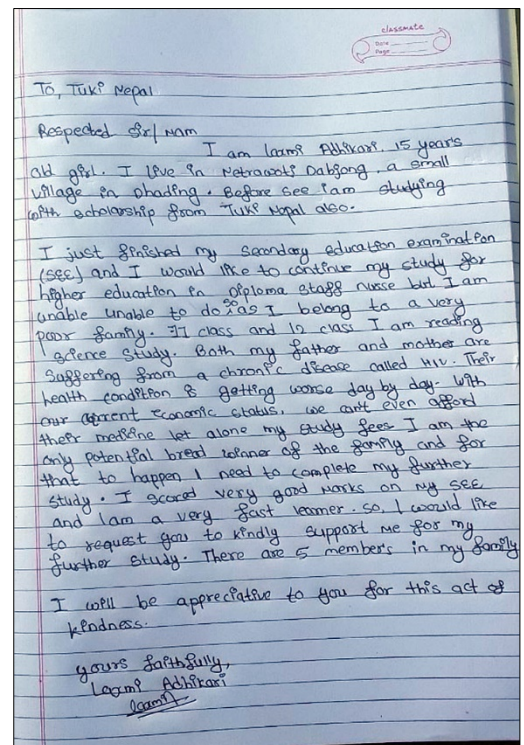 classmate
Date
Page
To, Tuki Nepal
Respected Sir/Mam
I am laxmi Adhikari. 15 year's
old girl. I live in Netrawoti Dabjong. a small
village in Dhading. Before see iam studying
with scholarship from Tuki Nepal also.
I just finished my Secondary education examination
(SEE) and I would like to continue my study for
higher education in Diploma staff nurse but I am
unable unable to do so as I belong to a very
poor family. 11 class and 12 class I am reading
science study. Both my father and mother are
suffering from a chronic disease called HIV. Their
health condition is getting worse day by day. With
our current Economic status, we can't even afford
their medicine let alone my study fees I am the
only potential bread winner of the family and for
that to happen I need to complete my further
study. I scored very good marks on my SEE
and I am a very fast learner. so, I would like
to request you to kindly support me for my
further study. There are 5 member's in my family
I will be appreciative to you for this act of
kindness.
yours faithfully,
Laxmi Adhikari
laxmi